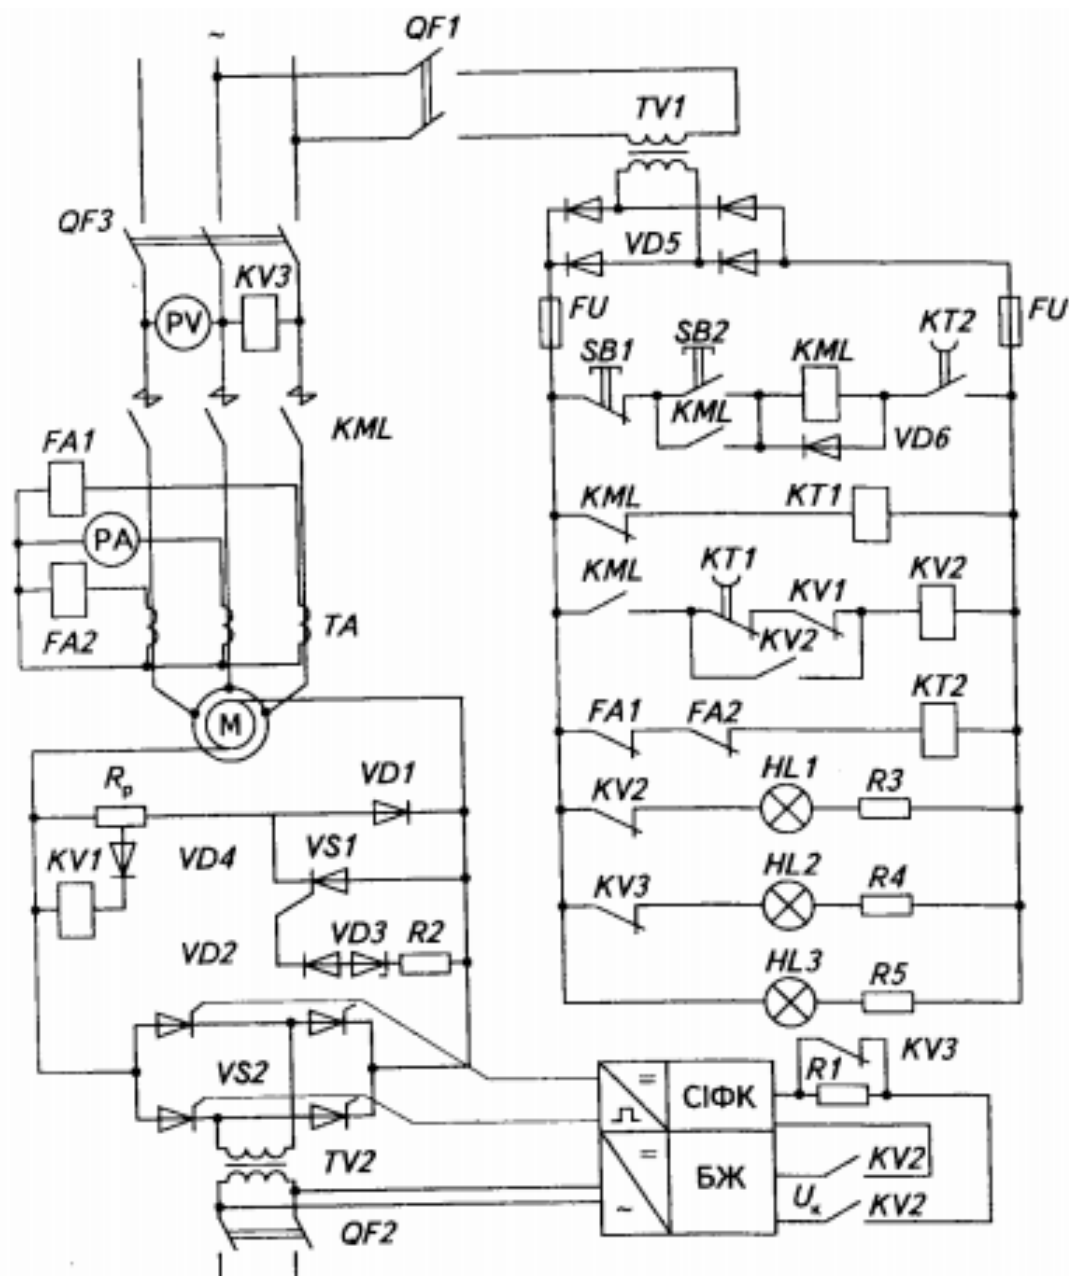 ~
QF1
TV1
QF3
KV3
VD5
PV
FU
FU
SB2
KT2
SB1
KML
KML
KML
VD6
FA1
KML
KT1
PA
KML
KT1
KV1
KV2
FA2
TA
KV2
M
FA1
FA2
KT2
Rр
VD1
KV2
HL1
R3
KV1
VD4
VS1
KV3
HL2
R4
VD2
VD3
R2
HL3
R5
VS2
=
СІФК
R1
KV3
TV2
=
~
БЖ
KV2
Uк
KV2
QF2